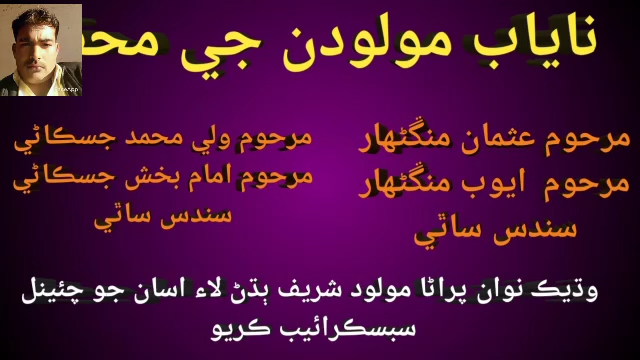 ناياب مولودن جي
مرحوم عثمان منگڻهار
مرحوم ايوب منگڻهار
سندس ساٿي
مرحوم ولي محمد جسڪاڻي
مرحوم امام بخش جسڪاڻي
سندس ساٿي
وڌيڪ نوان پراڻا مولود شريف ٻڌڻ لاء اسان جو چئينل
سبسڪرائيب ڪريو